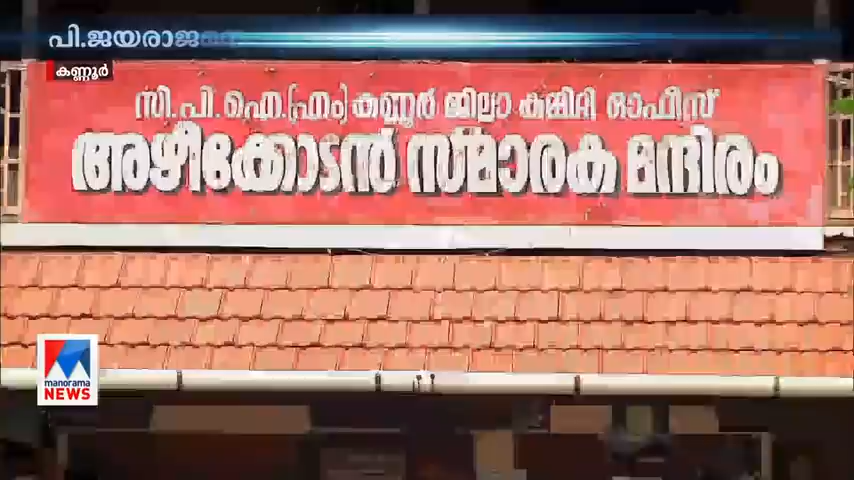 പി.ജയരാജ
കണ്ണൂർ
സി.പി.ഐ[എം] കണ്ണൂർ ജില്ലാ കമ്മിറ്റി ഓഫീസ്
അഴീക്കോടൻ സ്മാരക മന്ദിരം
manorama
NEWS